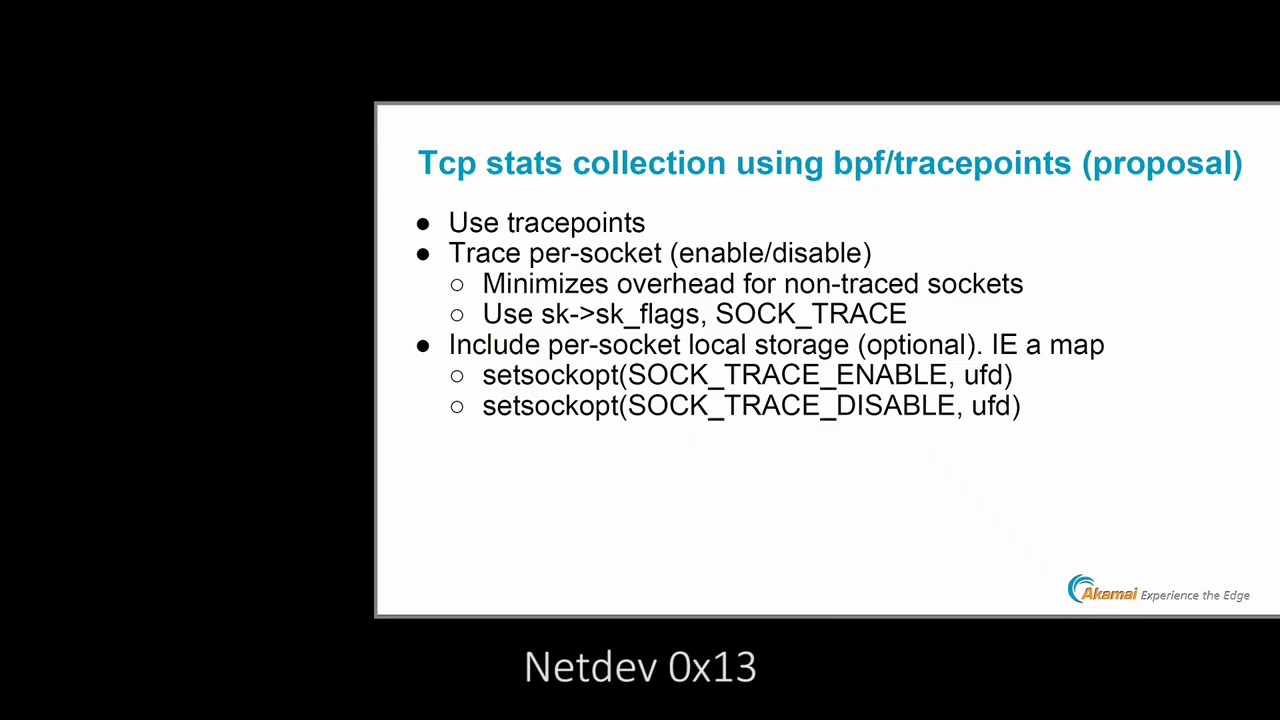 Tcp stats collection using bpf/tracepoints (proposal)
● Use tracepoints
● Trace per-socket (enable/disable)
○ Minimizes overhead for non-traced sockets
○ Use sk->sk_flags, SOCK_TRACE
● Include per-socket local storage (optional). IE a map
○ setsockopt(SOCK_TRACE_ENABLE, ufd)
○ setsockopt(SOCK_TRACE_DISABLE, ufd)
Akamai Experience the Edge
Netdev 0x13